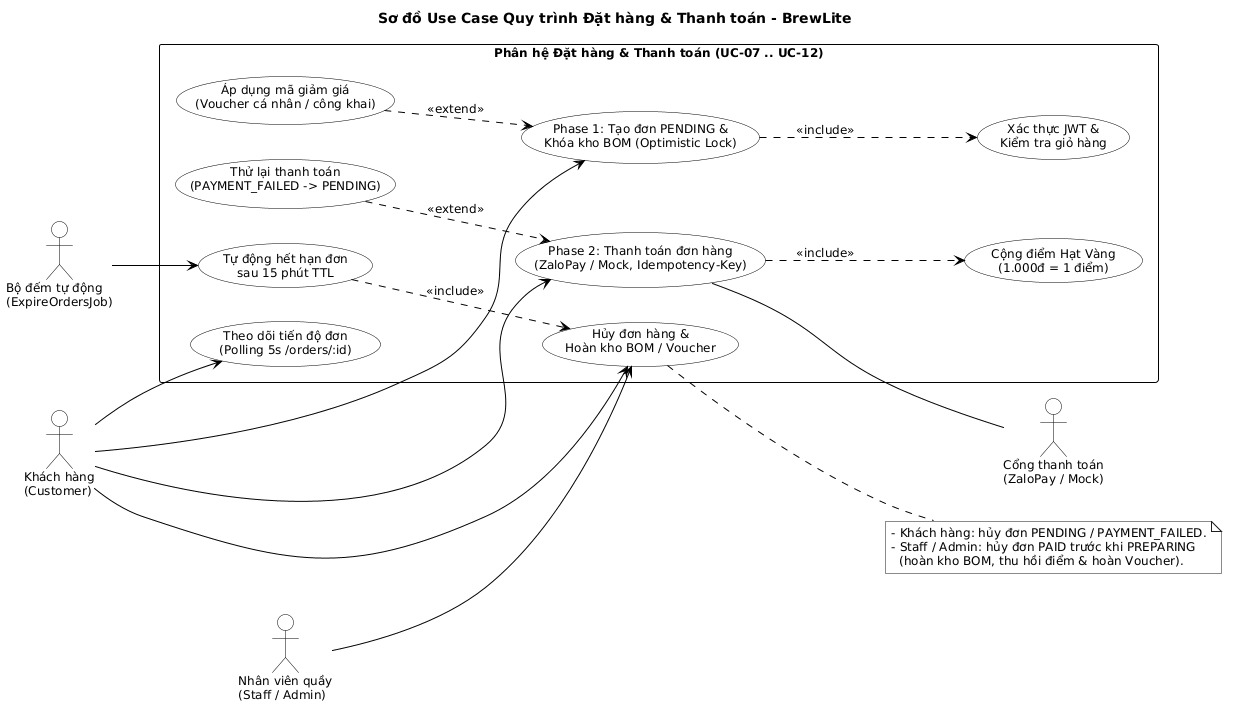 Sơ đồ Use Case Quy trình Đặt hàng & Thanh toán - BrewLite
Phân hệ Đặt hàng & Thanh toán (UC-07 .. UC-12)
Áp dụng mã giảm giá
(Voucher cá nhân / công khai)
«extend»
Phase 1: Tạo đơn PENDING &
Khóa kho BOM (Optimistic Lock)
«include»
Xác thực JWT &
Kiểm tra giỏ hàng
Thử lại thanh toán
(PAYMENT_FAILED -> PENDING)
«extend»
Phase 2: Thanh toán đơn hàng
(ZaloPay / Mock, Idempotency-Key)
«include»
Cộng điểm Hạt Vàng
(1.000đ = 1 điểm)
Tự động hết hạn đơn
sau 15 phút TTL
«include»
Bộ đếm tự động
(ExpireOrdersJob)
Theo dõi tiến độ đơn
(Polling 5s /orders/:id)
Hủy đơn hàng &
Hoàn kho BOM / Voucher
Khách hàng
(Customer)
Cổng thanh toán
(ZaloPay / Mock)
- Khách hàng: hủy đơn PENDING / PAYMENT_FAILED.
- Staff / Admin: hủy đơn PAID trước khi PREPARING
(hoàn kho BOM, thu hồi điểm & hoàn Voucher).
Nhân viên quầy
(Staff / Admin)